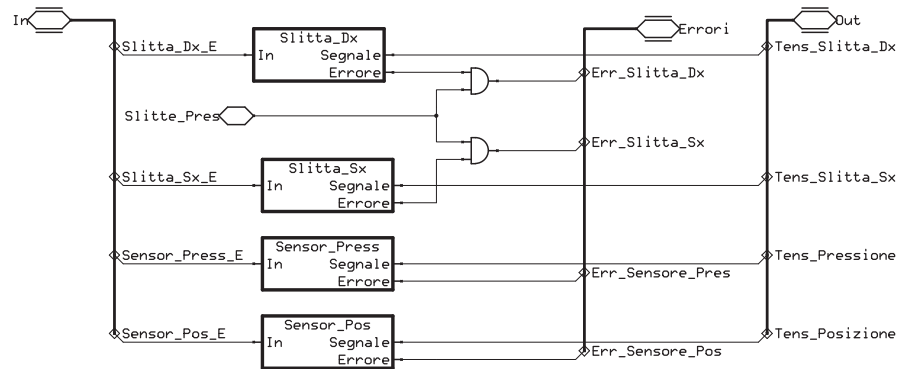 In
Errori
Out
Slitta_Dx_E
Slitta_Dx
In
Segnale
Errore
Tens_Slitta_Dx
Err_Slitta_Dx
Slitte_Pres
Err_Slitta_Sx
Slitta_Sx_E
Slitta_Sx
In
Segnale
Errore
Tens_Slitta_Sx
Sensor_Press_E
Sensor_Press
In
Segnale
Errore
Tens_Pressione
Err_Sensore_Pres
Sensor_Pos_E
Sensor_Pos
In
Segnale
Errore
Tens_Posizione
Err_Sensore_Pos